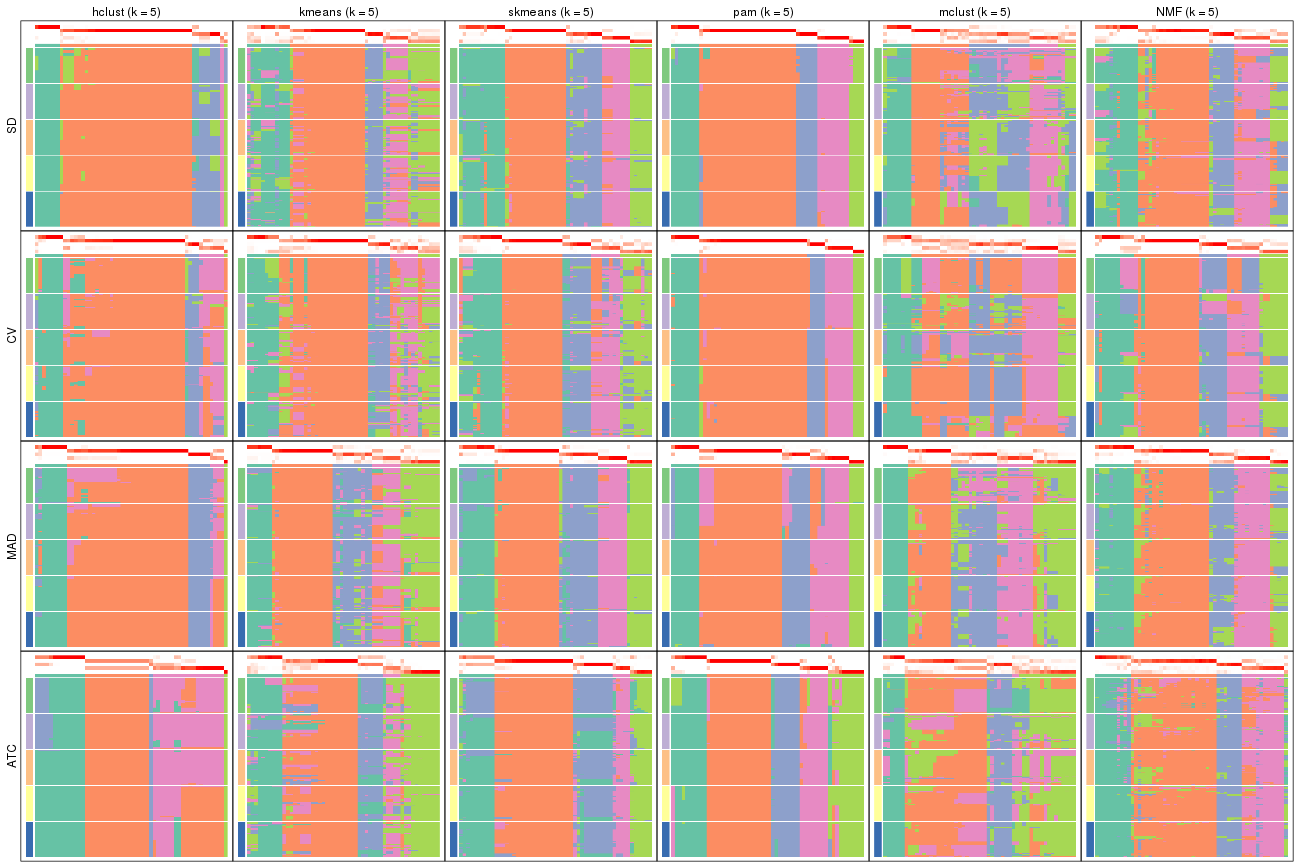 hclust (k = 5) kmeans (k = 5) skmeans (k = 5) pam (k = 5) mclust (k = 5) NMF (k = 5)
SD
CV
MAD
ATC